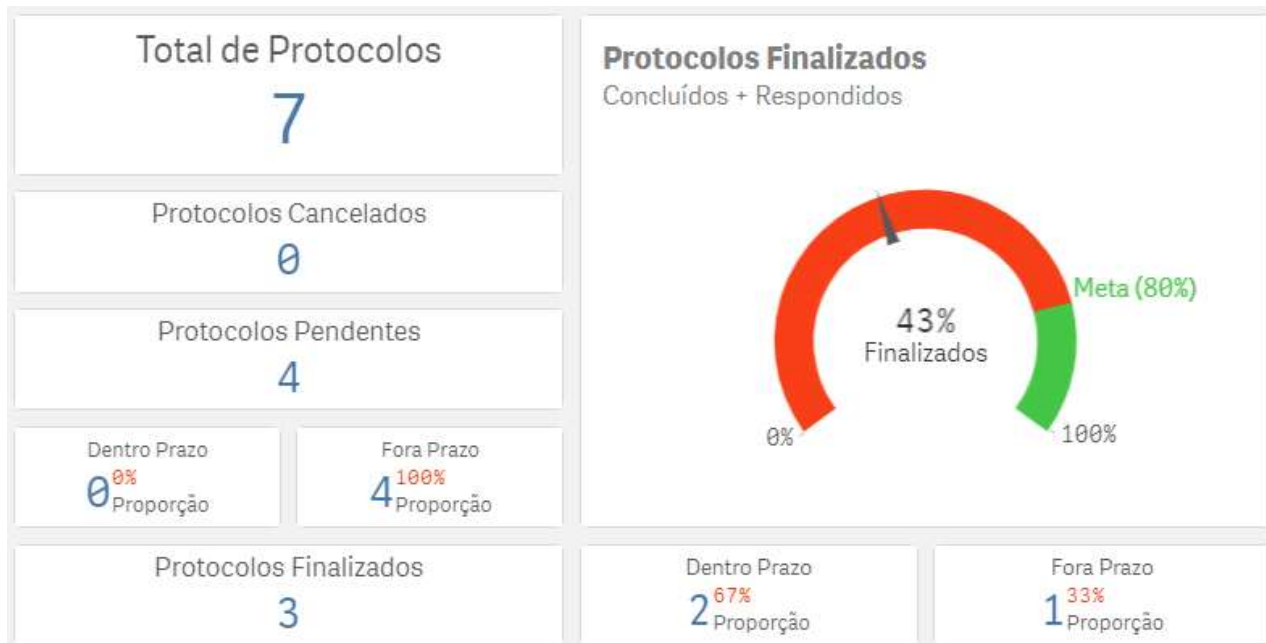 Total de Protocolos
7
Protocolos Cancelados
0
Protocolos Pendentes
4
Dentro Prazo
0 0%
Proporção
Fora Prazo
4 100%
Proporção
Protocolos Finalizados
3
Protocolos Finalizados
Concluídos + Respondidos
Meta (80%)
43%
Finalizados
0%
100%
Dentro Prazo
2 67%
Proporção
Fora Prazo
1 33%
Proporção